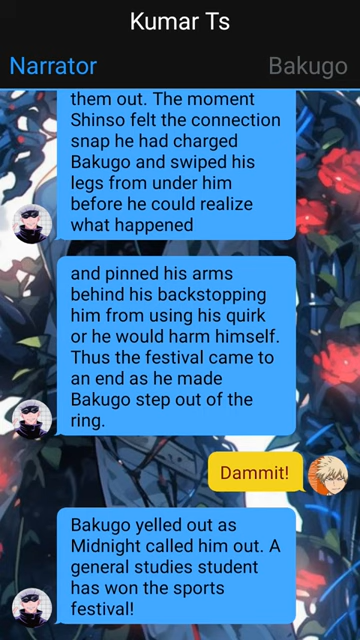 Kumar Ts
Narrator
Bakugo
them out. The moment
Shinso felt the connection
snap he had charged
Bakugo and swiped his
legs from under him
before he could realize
what happened
and pinned his arms
behind his backstopping
him from using his quirk
or he would harm himself.
Thus the festival came to
an end as he made
Bakugo step out of the
ring.
Dammit!
Bakugo yelled out as
Midnight called him out. A
general studies student
has won the sports
festival!